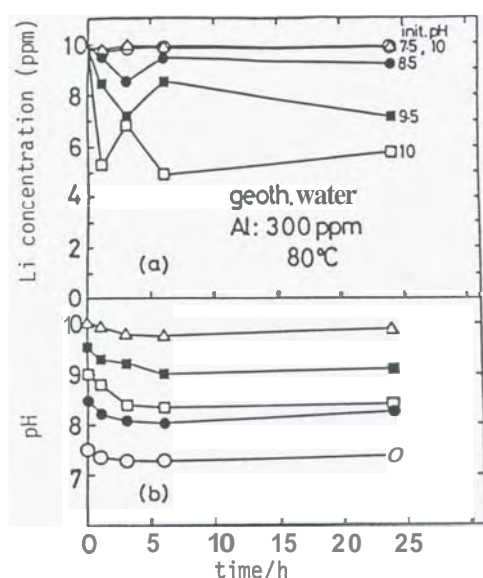 Li concentration (ppm)
10
8
6
4
2
0
init. pH
7·5 , 10
8·5
9·5
10
geoth. water
Al: 300 ppm
80°C
(a)
pH
10
9
8
7
(b)
0 5 10 15 20 25
time/h